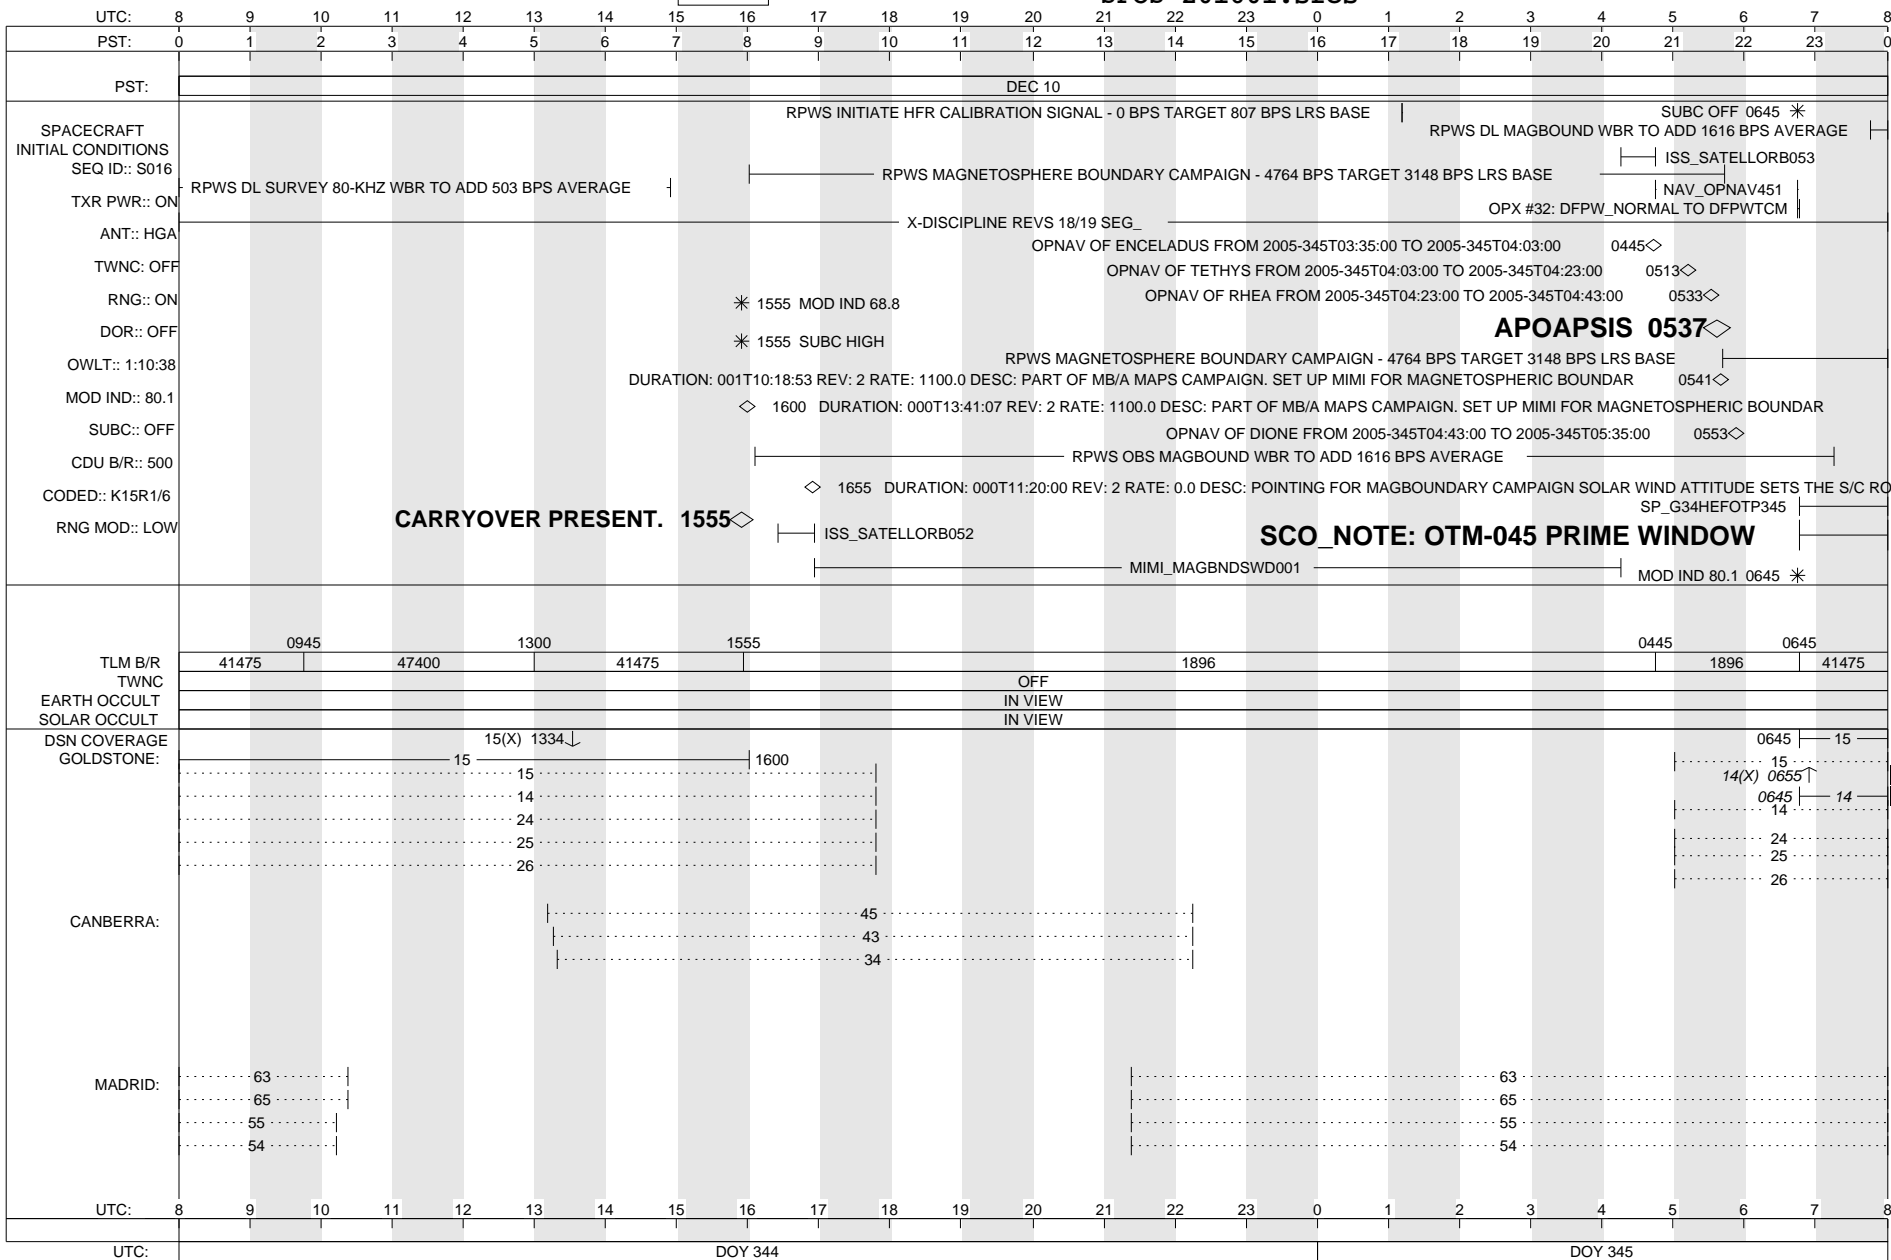 UTC: 8 9 10 11 12 13 14 15 16 17 18 19 20 21 22 23 0 1 2 3 4 5 6 7 8
PST: 0 1 2 3 4 5 6 7 8 9 10 11 12 13 14 15 16 17 18 19 20 21 22 23 0
PST: DEC 10
RPWS INITIATE HFR CALIBRATION SIGNAL - 0 BPS TARGET 807 BPS LRS BASE
SUBC OFF 0645
SPACECRAFT
INITIAL CONDITIONS
RPWS DL MAGBOUND WBR TO ADD 1616 BPS AVERAGE
ISS_SATELLORB053
SEQ ID:: S016
RPWS MAGNETOSPHERE BOUNDARY CAMPAIGN - 4764 BPS TARGET 3148 BPS LRS BASE
RPWS DL SURVEY 80-KHZ WBR TO ADD 503 BPS AVERAGE
NAV_OPNAV451
TXR PWR:: ON
OPX #32: DFPW_NORMAL TO DFPWTCM
X-DISCIPLINE REVS 18/19 SEG_
ANT:: HGA
OPNAV OF ENCELADUS FROM 2005-345T03:35:00 TO 2005-345T04:03:00 0445
TWNC: OFF
OPNAV OF TETHYS FROM 2005-345T04:03:00 TO 2005-345T04:23:00 0513
RNG:: ON
1555 MOD IND 68.8
OPNAV OF RHEA FROM 2005-345T04:23:00 TO 2005-345T04:43:00 0533
DOR:: OFF
1555 SUBC HIGH
APOAPSIS 0537
OWLT:: 1:10:38
RPWS MAGNETOSPHERE BOUNDARY CAMPAIGN - 4764 BPS TARGET 3148 BPS LRS BASE
DURATION: 001T10:18:53 REV: 2 RATE: 1100.0 DESC: PART OF MB/A MAPS CAMPAIGN. SET UP MIMI FOR MAGNETOSPHERIC BOUNDAR 0541
MOD IND:: 80.1
1600 DURATION: 000T13:41:07 REV: 2 RATE: 1100.0 DESC: PART OF MB/A MAPS CAMPAIGN. SET UP MIMI FOR MAGNETOSPHERIC BOUNDAR
SUBC:: OFF
OPNAV OF DIONE FROM 2005-345T04:43:00 TO 2005-345T05:35:00 0553
CDU B/R:: 500
RPWS OBS MAGBOUND WBR TO ADD 1616 BPS AVERAGE
CODED:: K15R1/6
1655 DURATION: 000T11:20:00 REV: 2 RATE: 0.0 DESC: POINTING FOR MAGBOUNDARY CAMPAIGN SOLAR WIND ATTITUDE SETS THE S/C RO
SP_G34HEFOTP345
RNG MOD:: LOW
CARRYOVER PRESENT. 1555
ISS_SATELLORB052
SCO_NOTE: OTM-045 PRIME WINDOW
MIMI_MAGBNDSWD001
MOD IND 80.1 0645
0945 1300 1555 0445 0645
TLM B/R 41475 47400 41475 1896 1896 41475
TWNC OFF
EARTH OCCULT IN VIEW
SOLAR OCCULT IN VIEW
DSN COVERAGE
15(X) 1334
0645 15
GOLDSTONE: 15 1600
15 15
14(X) 0655
14
0645 14
14
24 24
25 25
26 26
CANBERRA: 45
43
34
MADRID: 63 63
65 65
55 55
54 54
UTC: 8 9 10 11 12 13 14 15 16 17 18 19 20 21 22 23 0 1 2 3 4 5 6 7 8
UTC: DOY 344 DOY 345